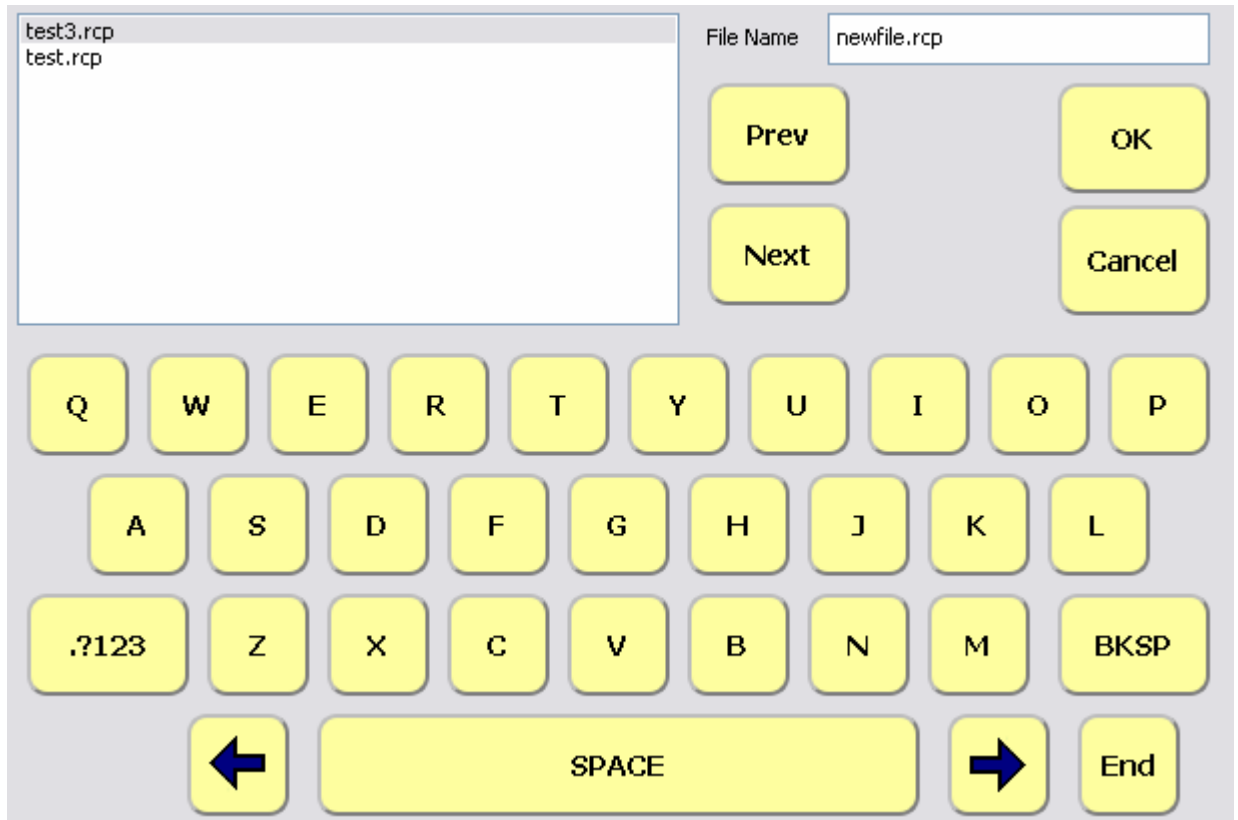 test3.rcp
test.rcp
File Name newfile.rcp
Prev OK
Next Cancel
Q W E R T Y U I O P
A S D F G H J K L
.?123 Z X C V B N M BKSP
SPACE End